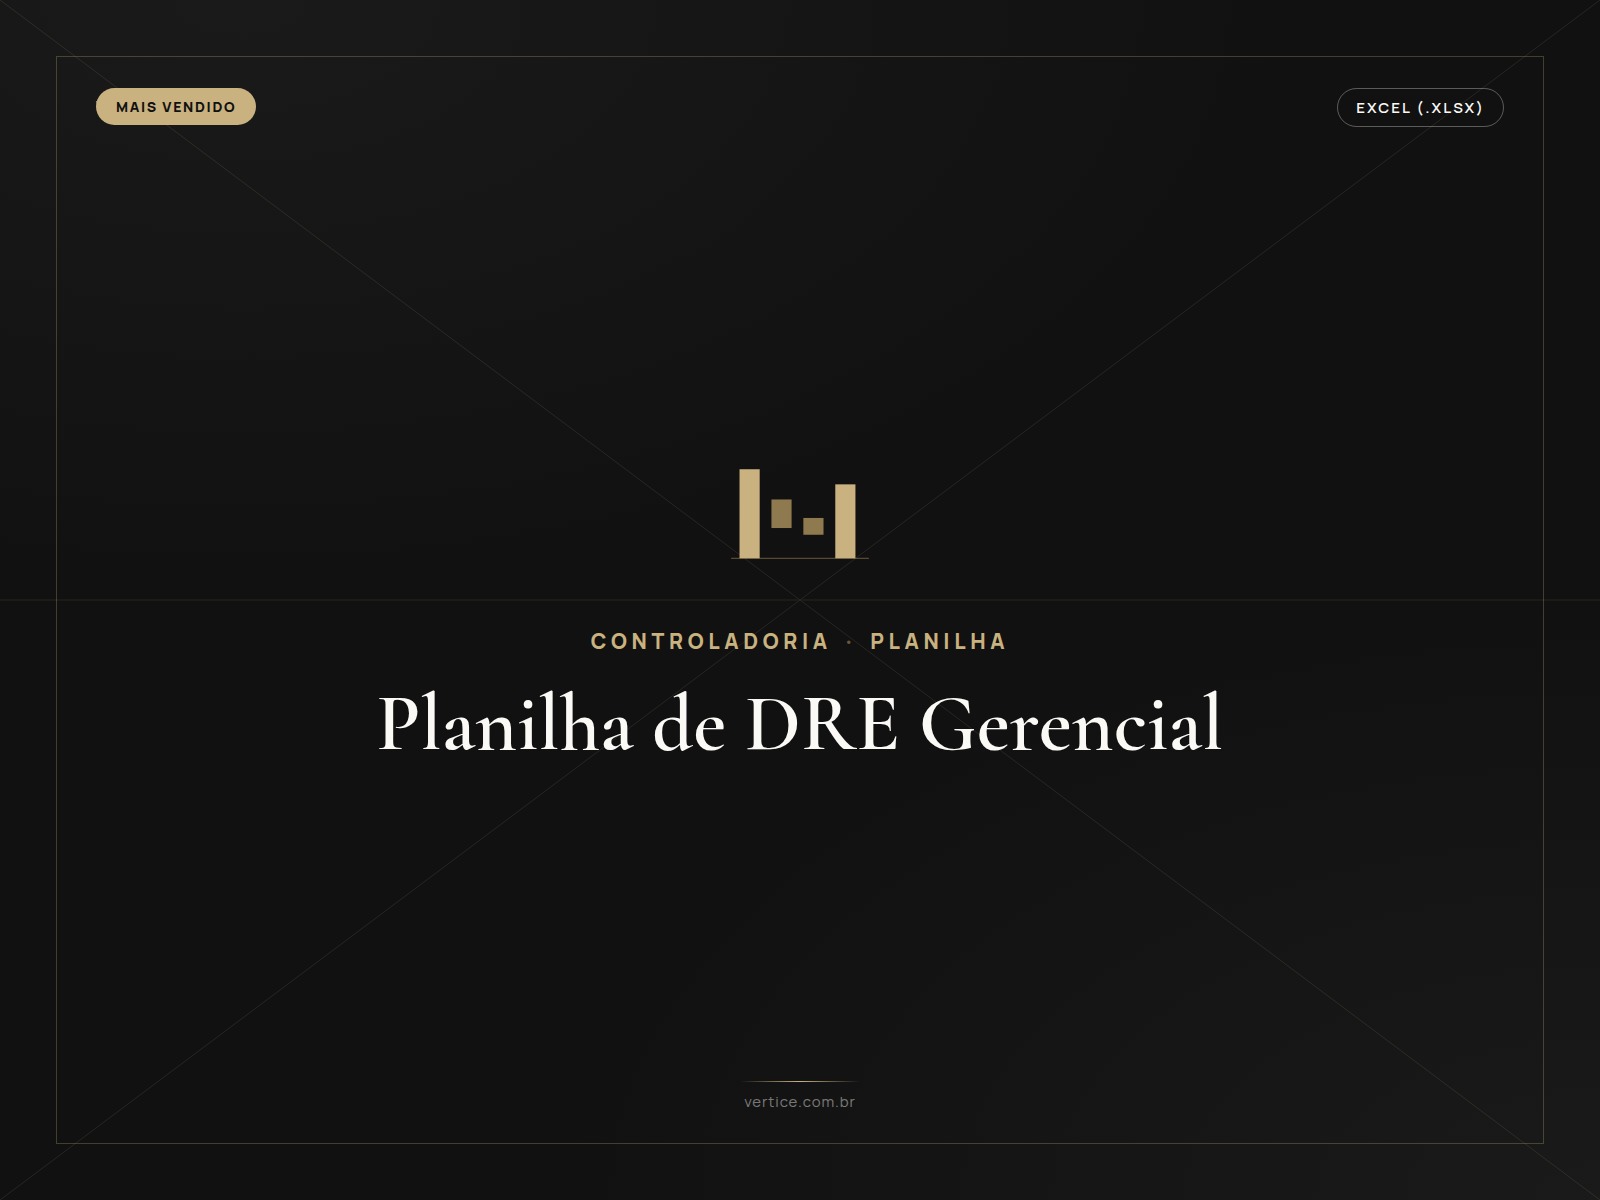 MAIS VENDIDO
EXCEL (.XLSX)
CONTROLADORIA · PLANILHA
Planilha de DRE Gerencial
vertice.com.br